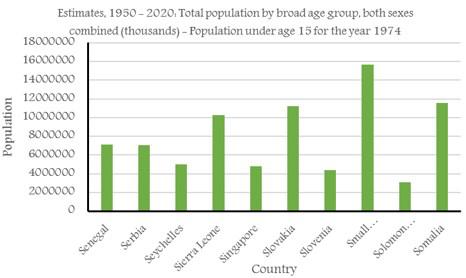 Estimates, 1950 - 2020: Total population by broad age group, both sexes
combined (thousands) - Population under age 15 for the year 1974
18000000
16000000
14000000
12000000
10000000
8000000
6000000
4000000
2000000
0
Population
Senegal
Serbia
Seychelles
Sierra Leone
Singapore
Slovakia
Slovenia
Small...
Solomon...
Somalia
Country